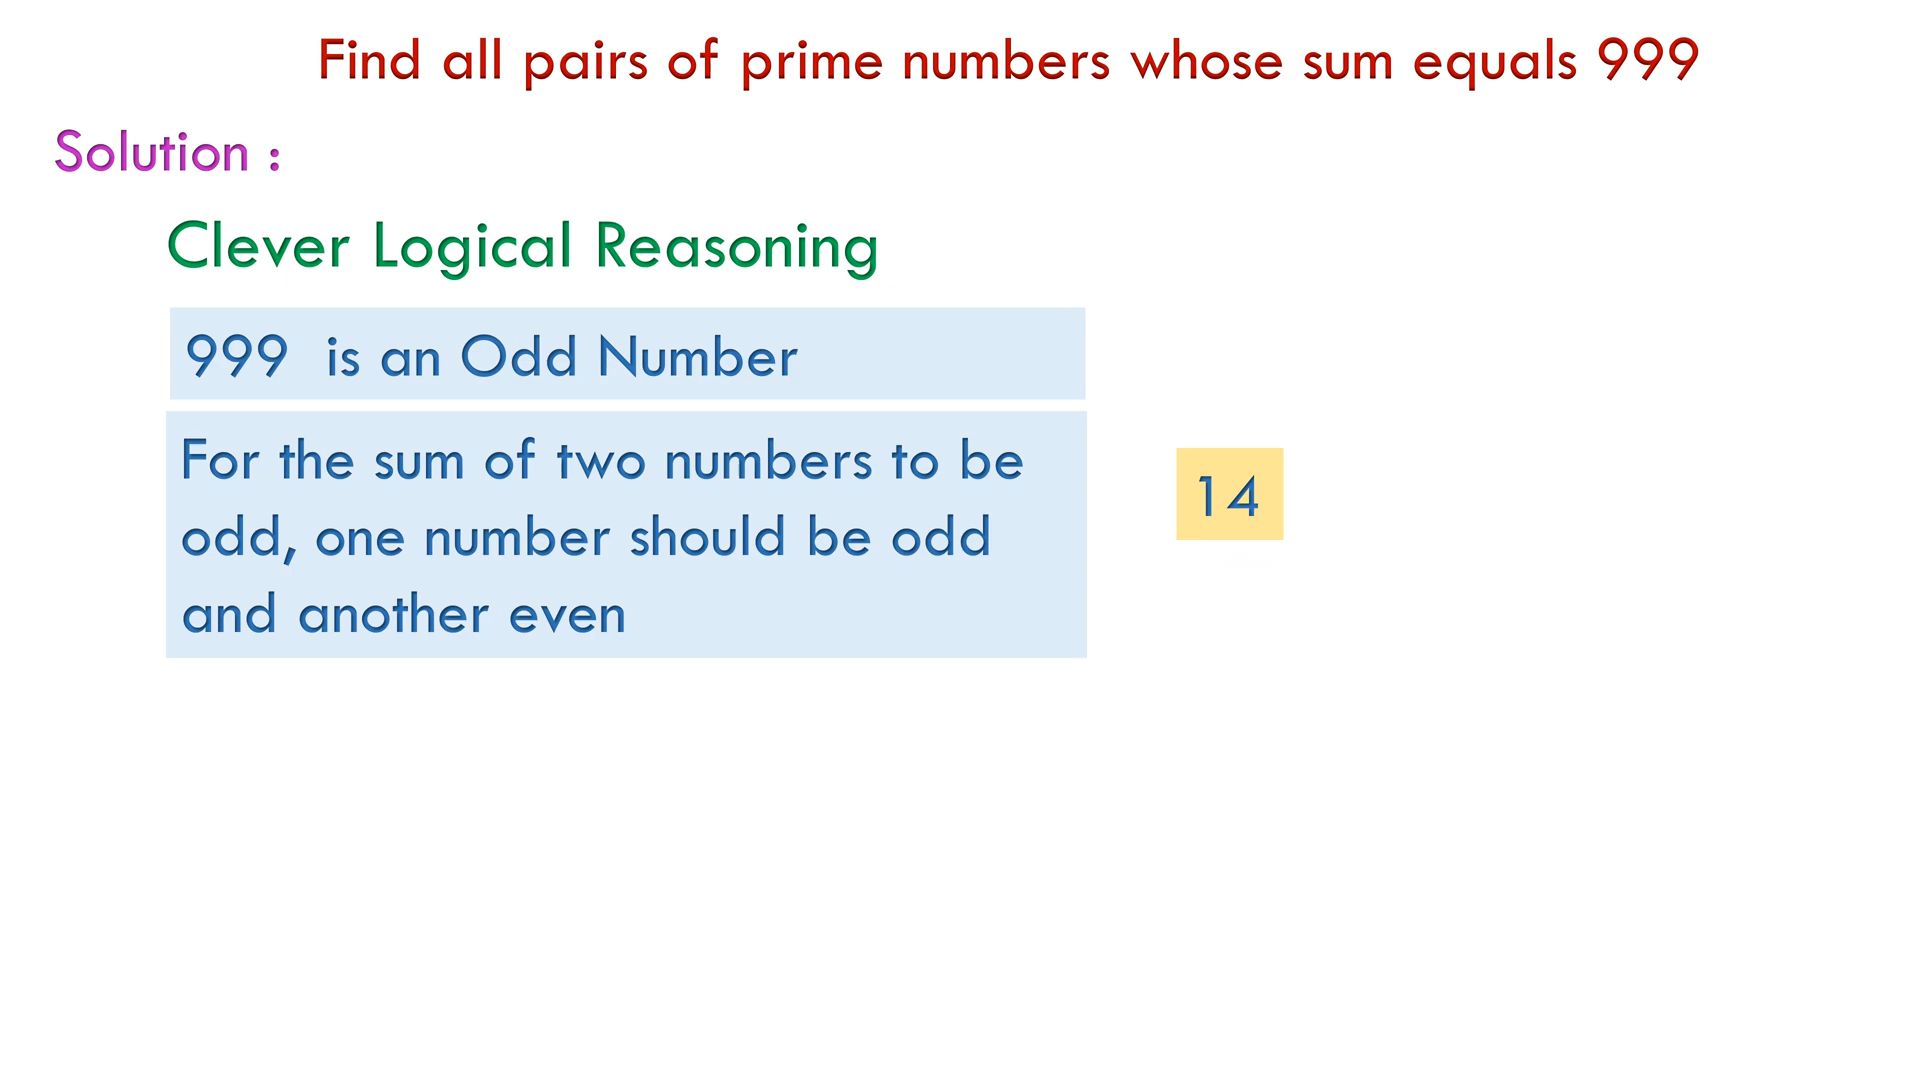 Find all pairs of prime numbers whose sum equals 999
Solution :
Clever Logical Reasoning
999 is an Odd Number
For the sum of two numbers to be
odd, one number should be odd
and another even
14